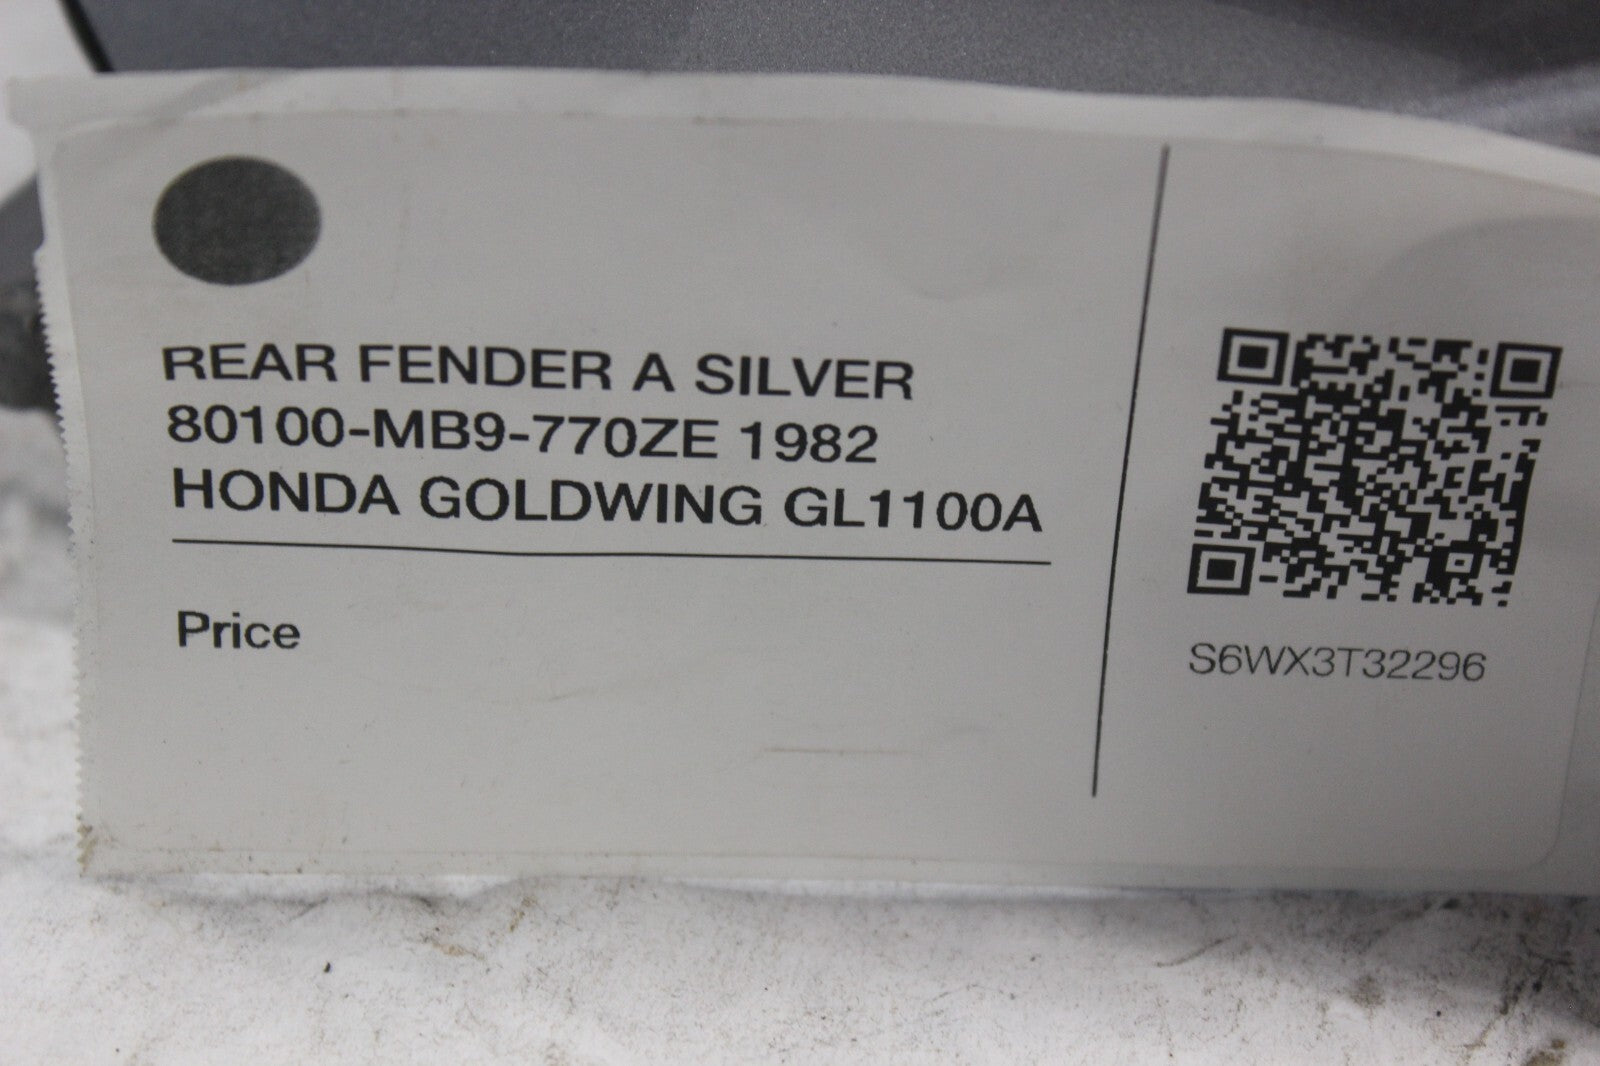 REAR FENDER A SILVER
80100-MB9-770ZE 1982
HONDA GOLDWING GL1100A
Price
S6WX3T32296